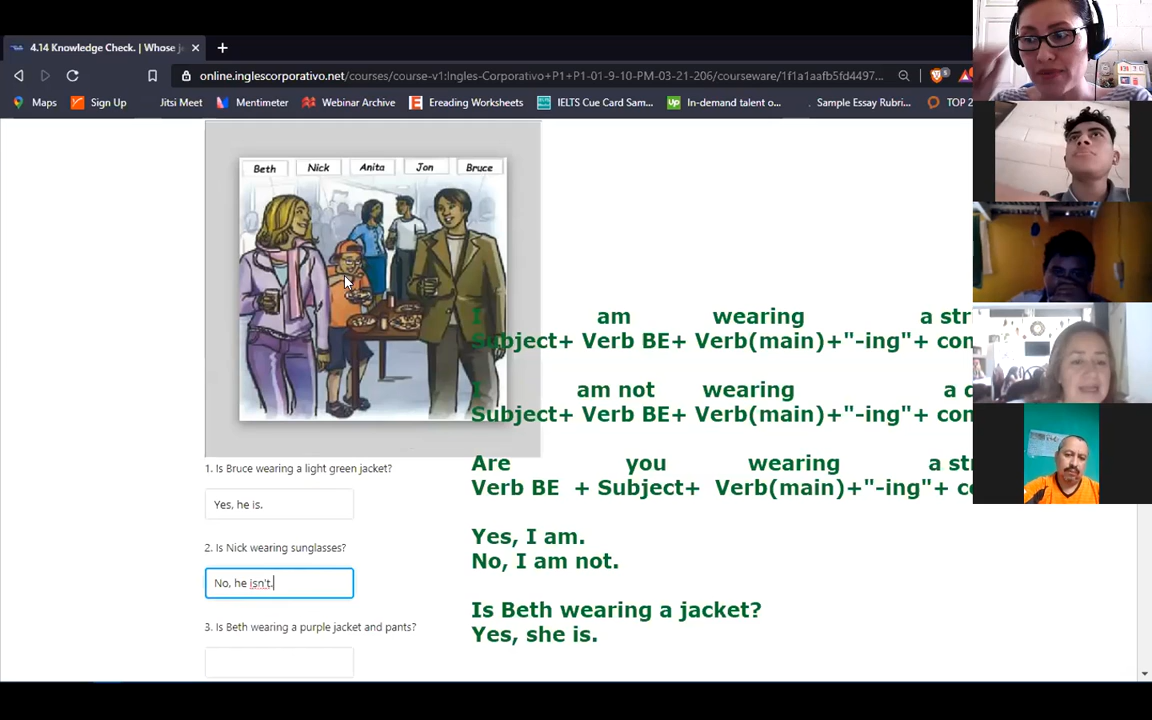 4.14 Knowledge Check. | Whose j
online.inglescorporativo.net/courses/course-v1:Ingles-Corporativo+P1+P1-01-9-10-PM-03-21-206/courseware/1f1a1aafb5fd4497...
Maps Sign Up Jitsi Meet Mentimeter Webinar Archive Ereading Worksheets IELTS Cue Card Sam... In-demand talent o... Sample Essay Rubri... TOP 2
Beth Nick Anita Jon Bruce
I am wearing a str
Subject+ Verb BE+ Verb(main)+"-ing"+ com
I am not wearing a
Subject+ Verb BE+ Verb(main)+"-ing"+ com
Are you wearing a str
Verb BE + Subject+ Verb(main)+"-ing"+ co
Yes, I am.
No, I am not.
Is Beth wearing a jacket?
Yes, she is.
1. Is Bruce wearing a light green jacket?
Yes, he is.
2. Is Nick wearing sunglasses?
No, he isn't.
3. Is Beth wearing a purple jacket and pants?